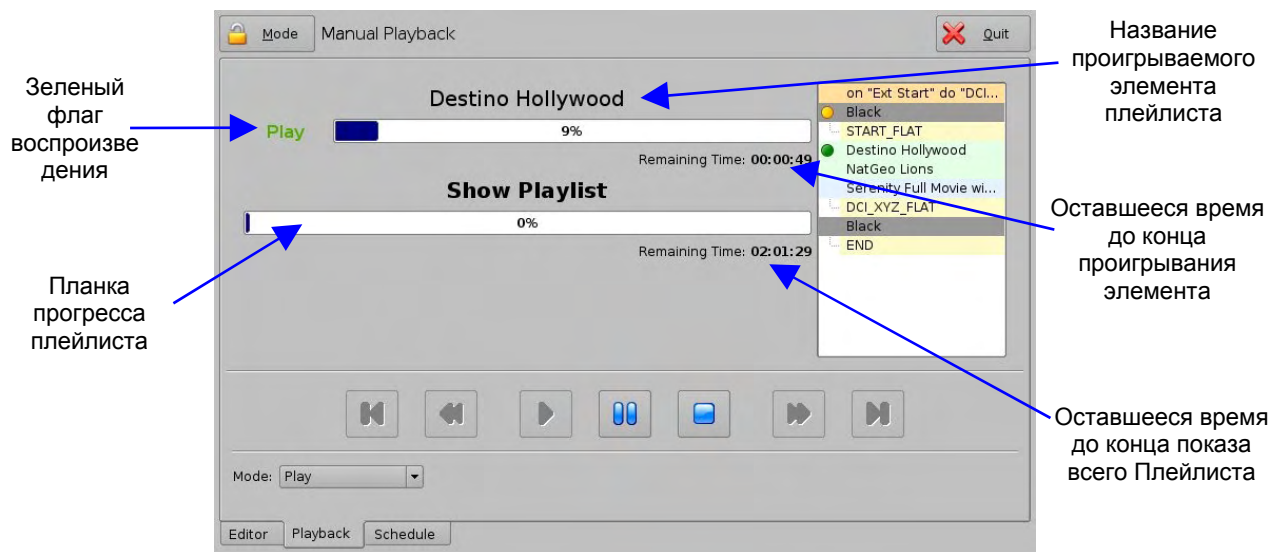 Mode
Manual Playback
Quit
Зеленый
флаг
воспроизве
дения
Планка
прогресса
плейлиста
Destino Hollywood
Play
9%
Remaining Time: 00:00:49
Show Playlist
0%
Remaining Time: 02:01:29
on "Ext Start" do "DCI...
Black
START_FLAT
Destino Hollywood
NatGeo Lions
Serenity Full Movie wi...
DCI_XYZ_FLAT
Black
END
Название
проигрываемого
элемента
плейлиста
Оставшееся время
до конца
проигрывания
элемента
Оставшееся время
до конца показа
всего Плейлиста
Mode: Play
Editor Playback Schedule